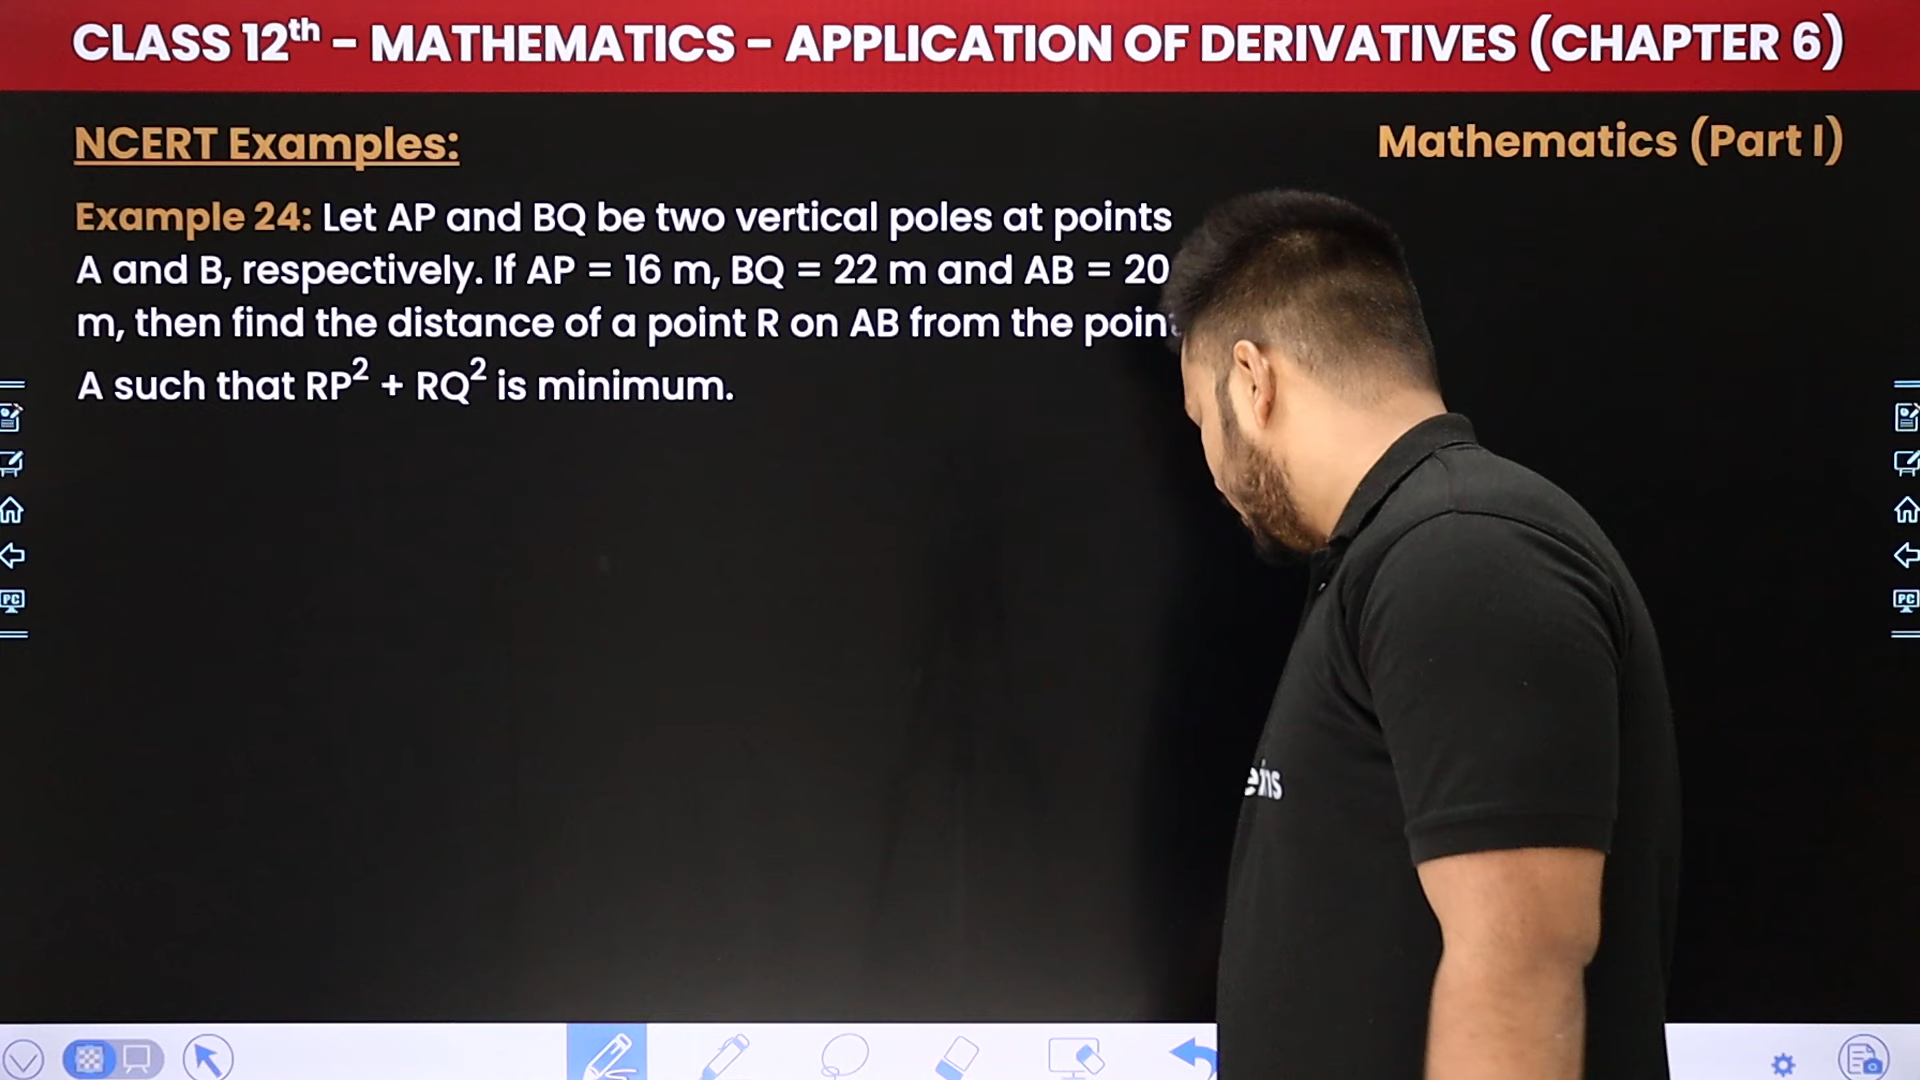 CLASS 12th - MATHEMATICS - APPLICATION OF DERIVATIVES (CHAPTER 6)
NCERT Examples:
Mathematics (Part I)
Example 24: Let AP and BQ be two vertical poles at points
A and B, respectively. If AP = 16 m, BQ = 22 m and AB = 20
m, then find the distance of a point R on AB from the
A such that RP² + RQ² is minimum.
PC
PC